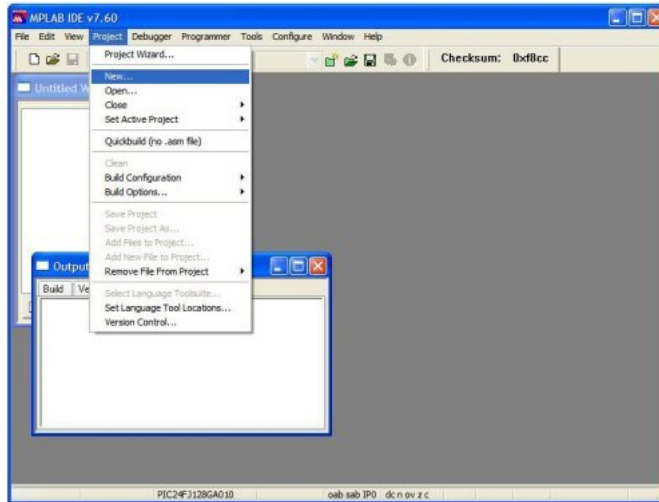 MPLAB IDE v7.60
File Edit View Project Debugger Programmer Tools Configure Window Help
Checksum: 0xf8cc
Project Wizard...
New...
Open...
Close
Set Active Project
Quickbuild (no .asm file)
Clean
Build Configuration
Build Options...
Save Project
Save Project As...
Add Files to Project...
Add New File to Project...
Remove File From Project
Select Language Toolsuite...
Set Language Tool Locations...
Version Control...
Untitled W
Output
Build Ve
PIC24FJ128GA010 oab sab IP0 dc n ov z c